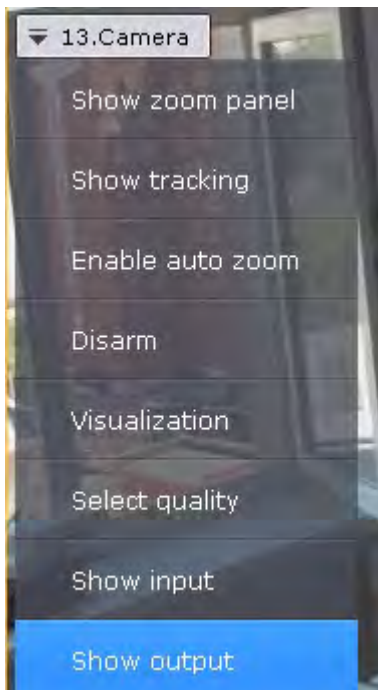 13.Camera
Show zoom panel
Show tracking
Enable auto zoom
Disarm
Visualization
Select quality
Show input
Show output